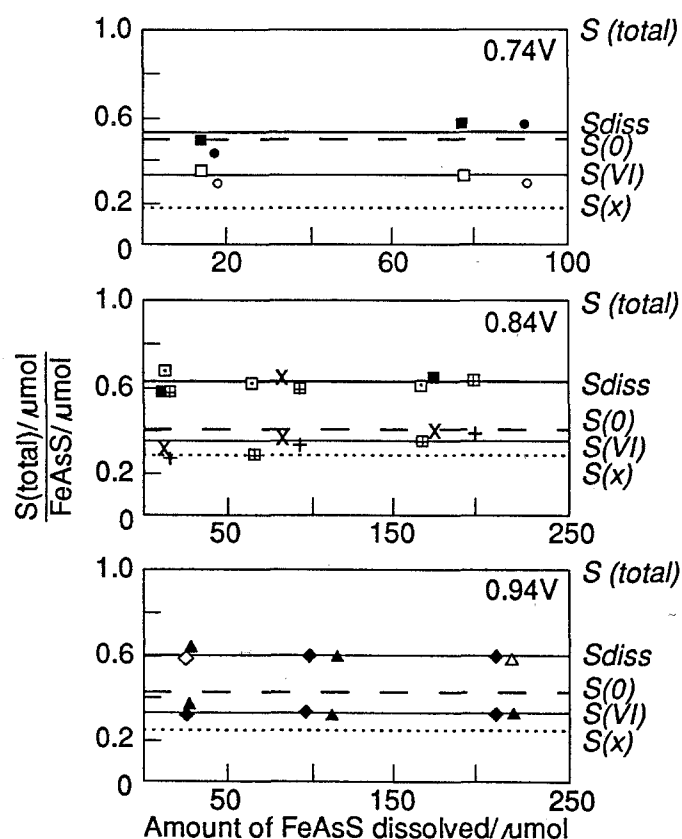 1.0
S (total)
0.74V
0.6
Sdiss
S(0)
S(VI)
0.2
S(x)
0
20
60
100
1.0
S (total)
0.84V
0.6
Sdiss
S(0)
S(VI)
0.2
S(x)
0
50
150
250
S(total)/μmol
FeAsS/μmol
1.0
S (total)
0.94V
0.6
Sdiss
S(0)
S(VI)
0.2
S(x)
0
50
150
250
Amount of FeAsS dissolved/μmol